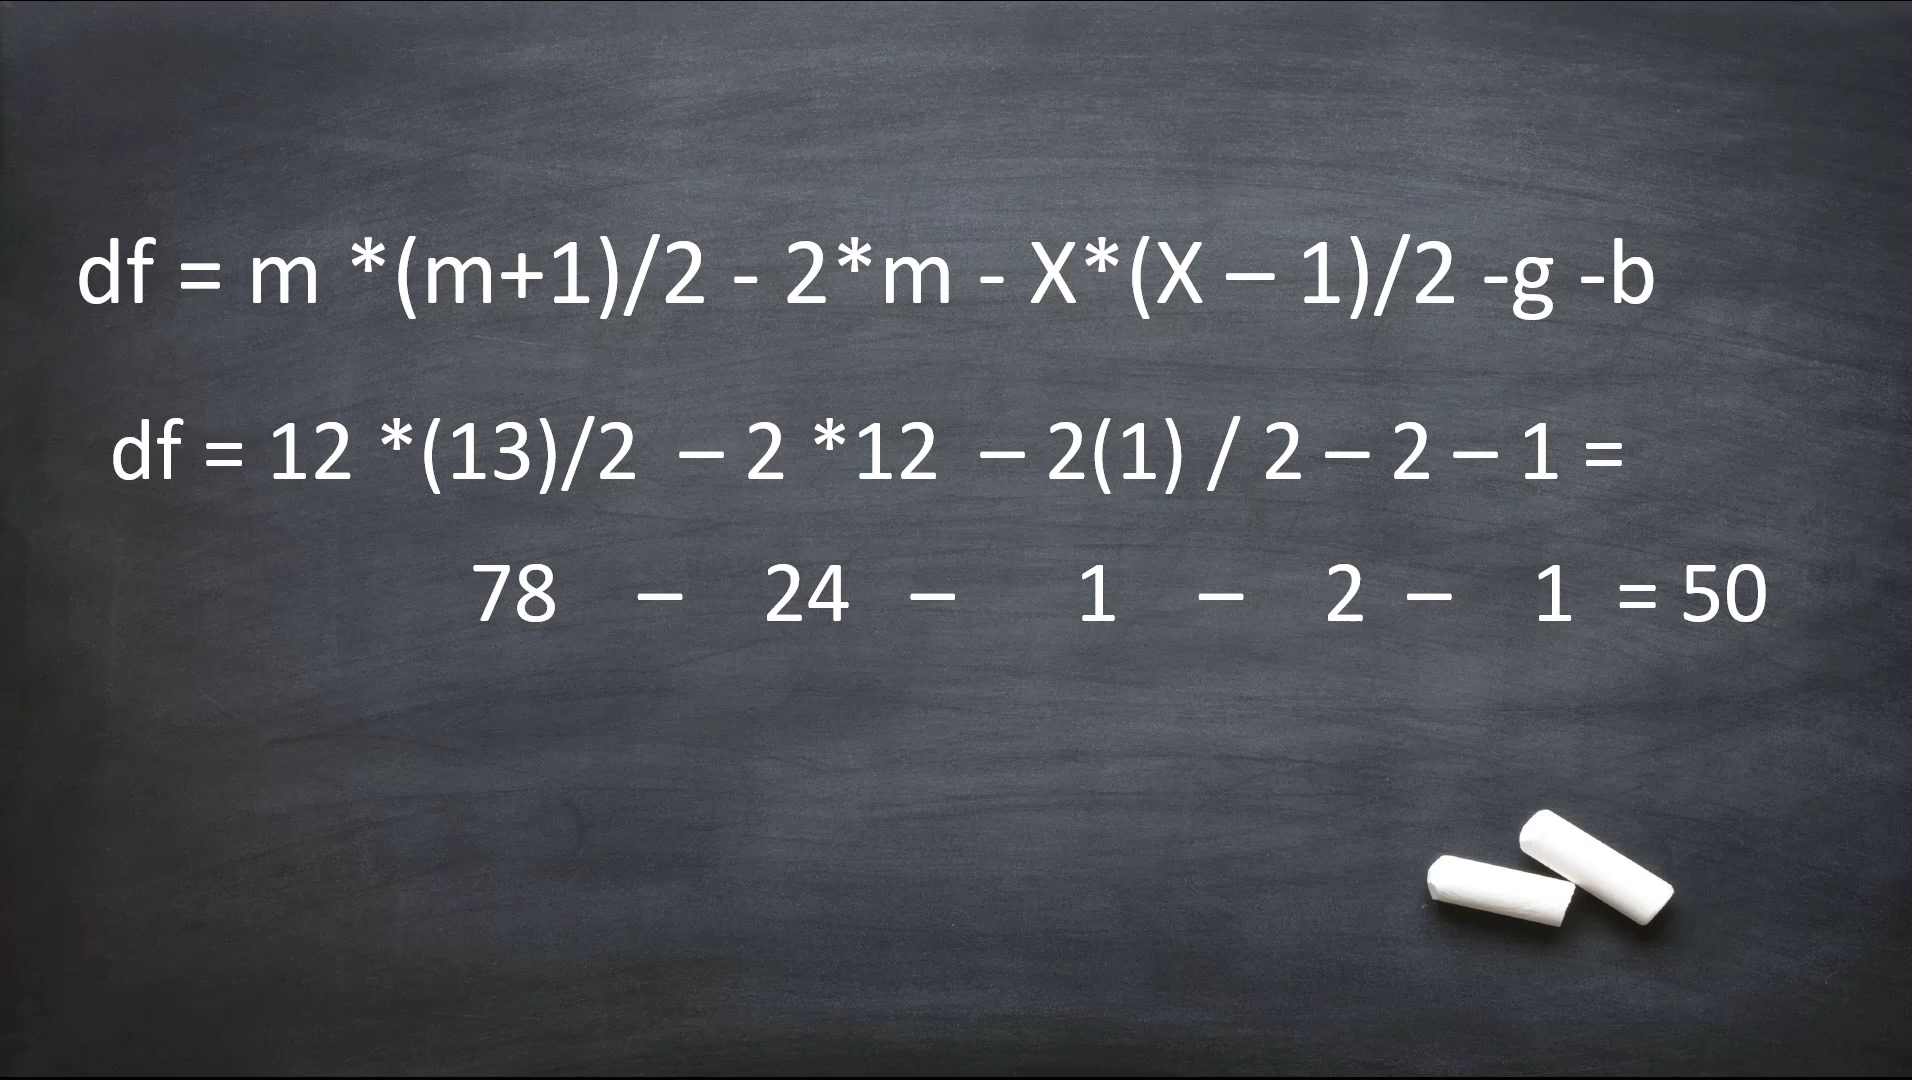 df = m *(m+1)/2 - 2*m - X*(X – 1)/2 -g -b
df = 12 *(13)/2 – 2 *12 – 2(1) / 2 – 2 – 1 =
78 – 24 – 1 – 2 – 1 = 50